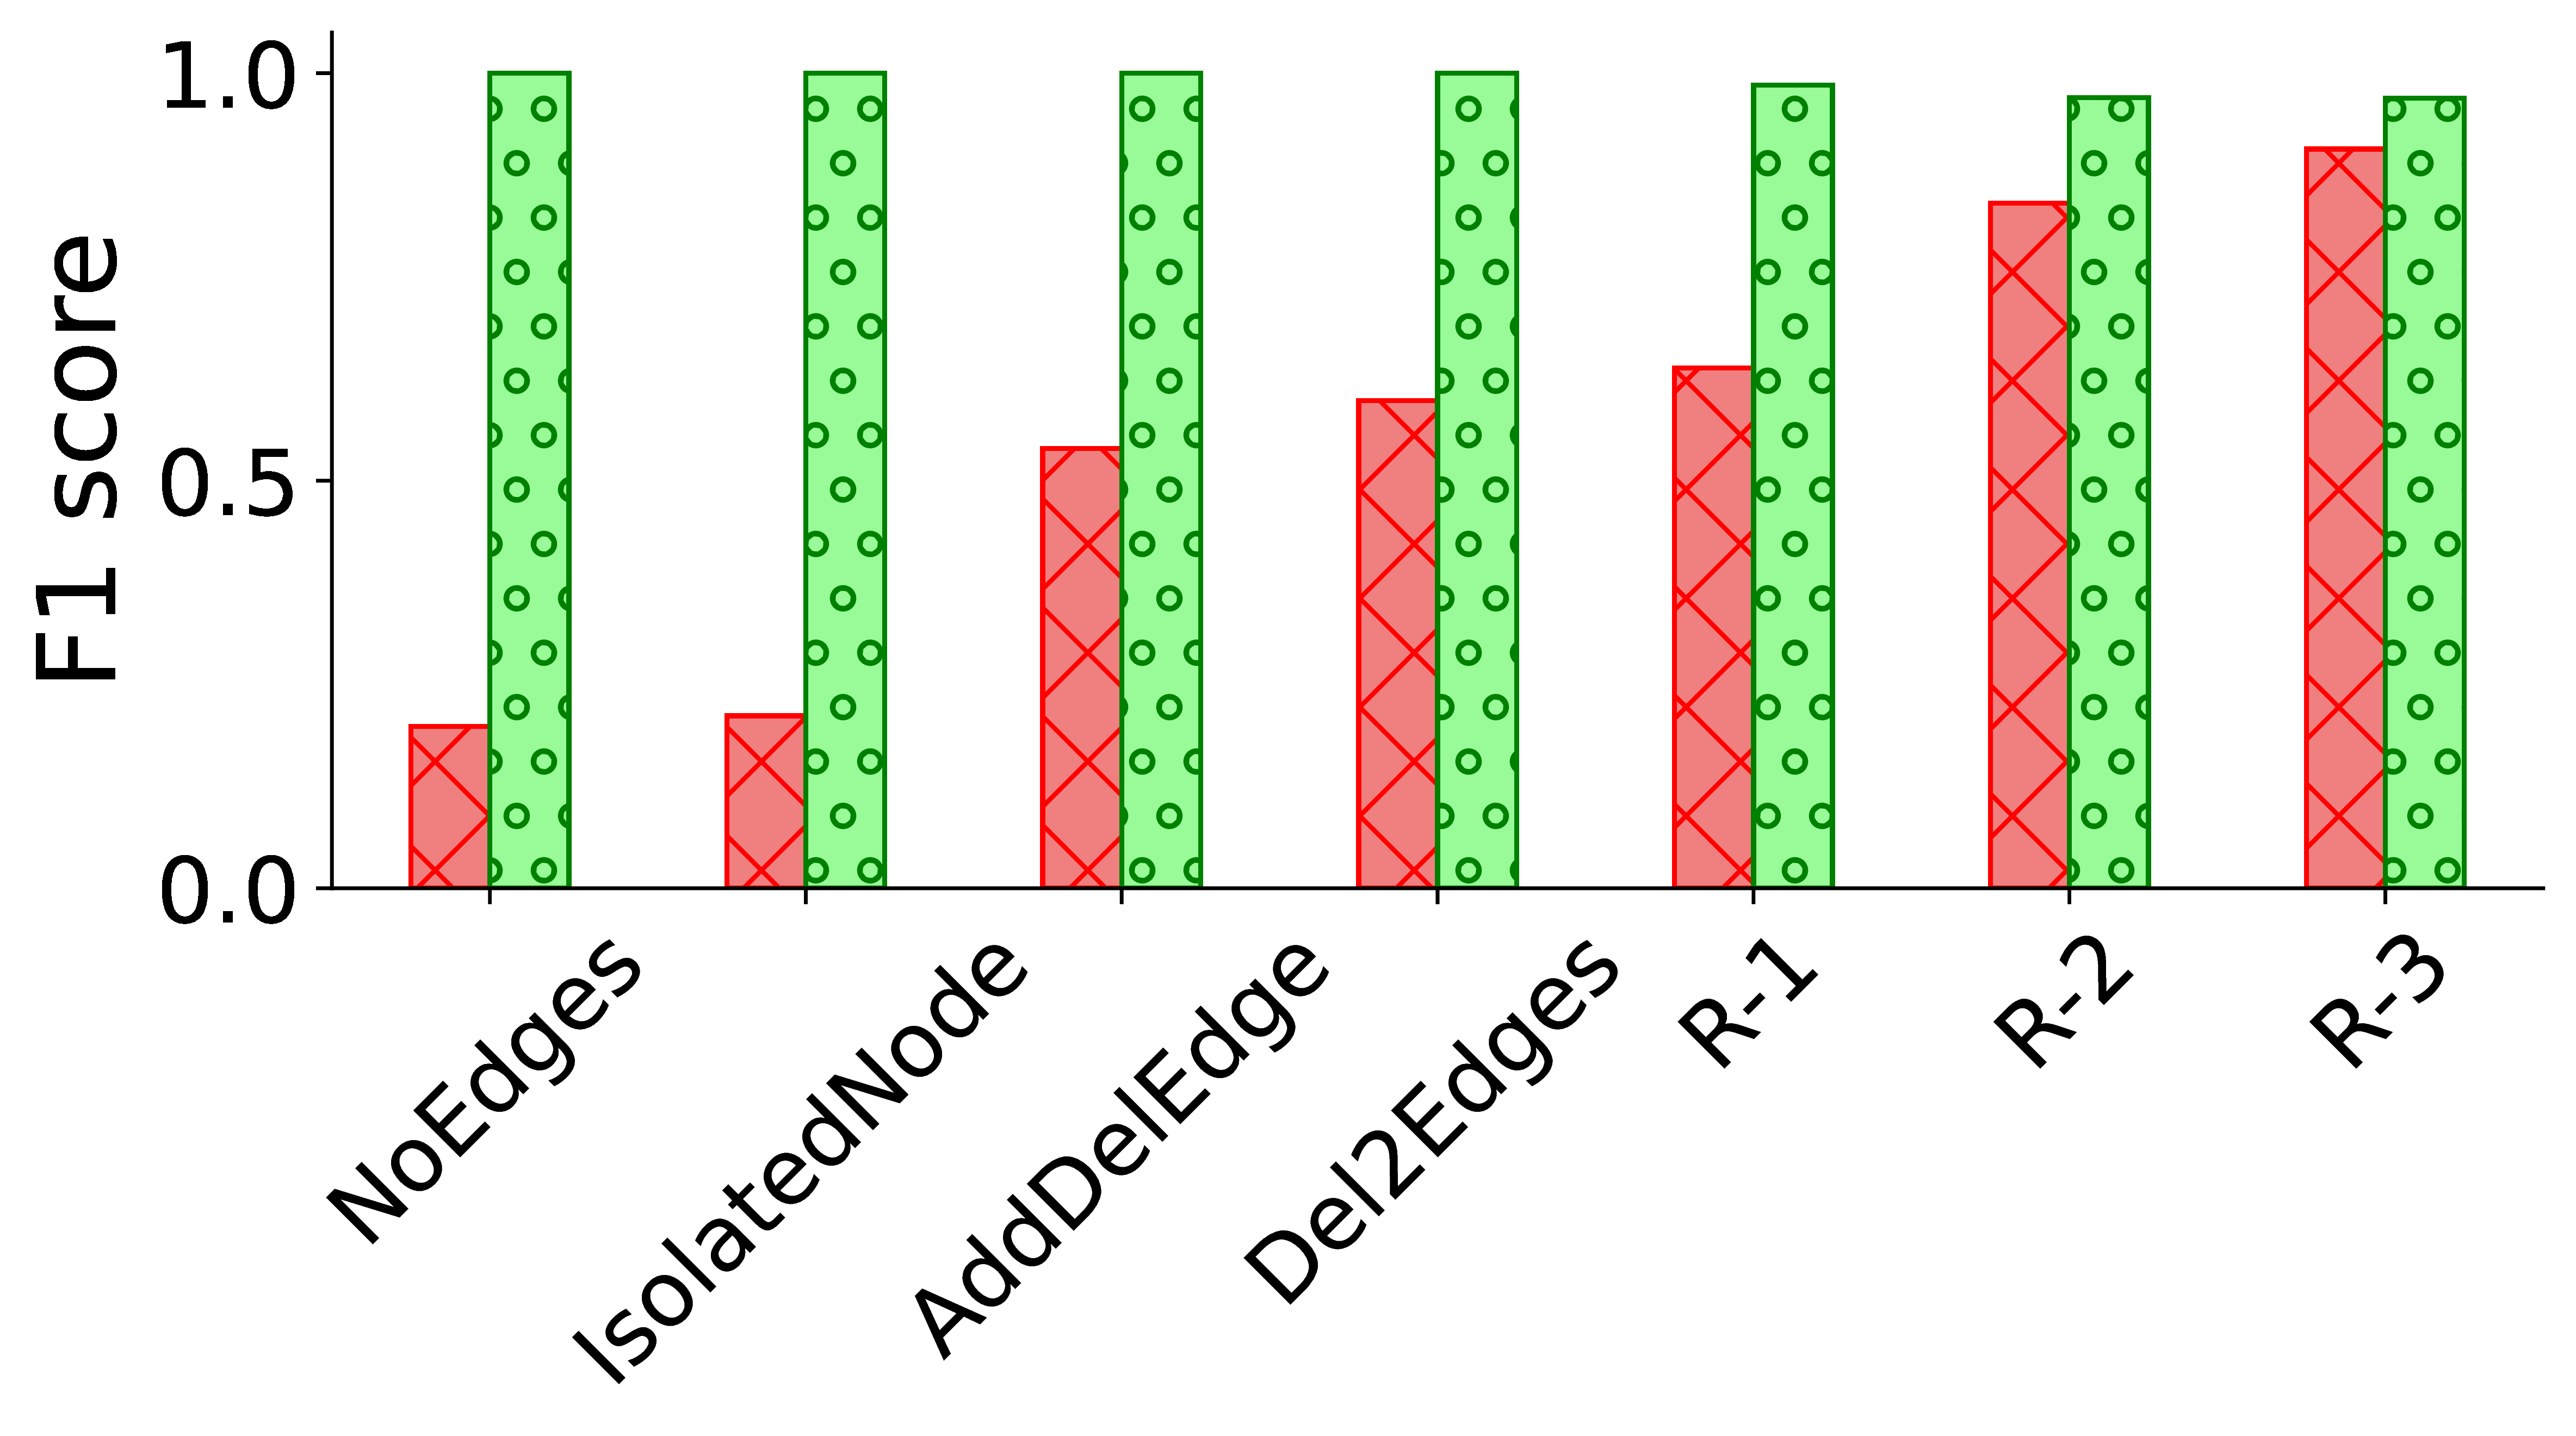 F1 score
1.0
0.5
0.0
NoEdges
IsolatedNode
AddDelEdge
Del2Edges
R-1
R-2
R-3